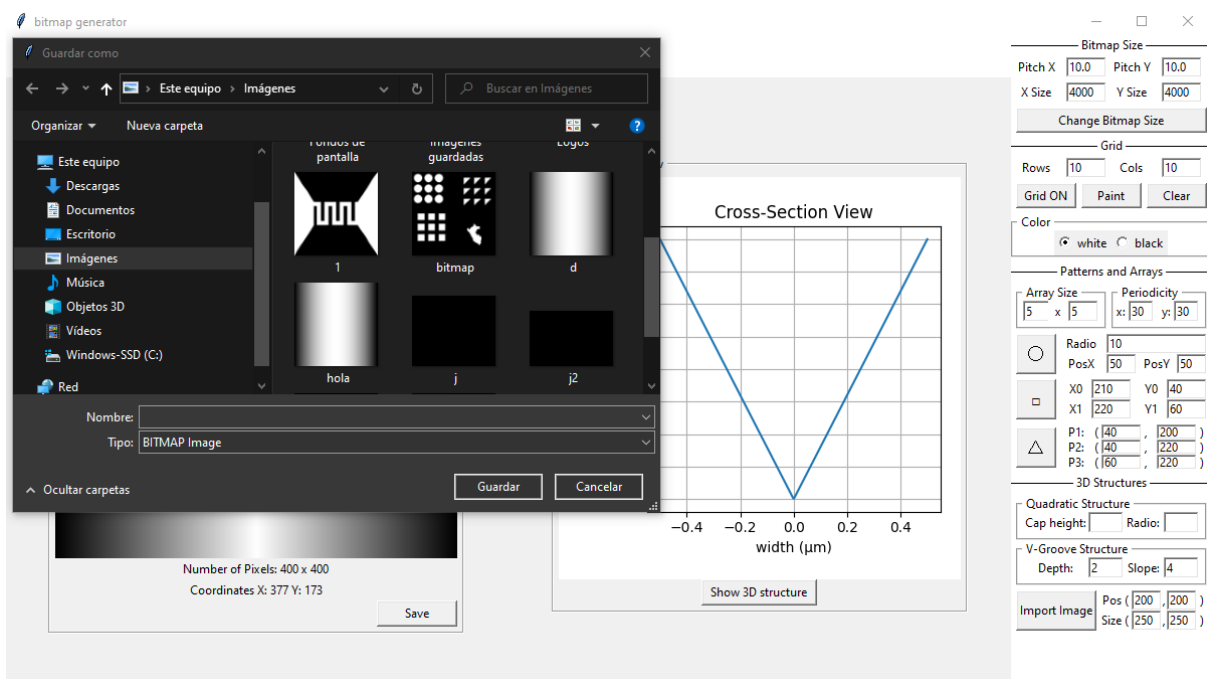 bitmap generator
Guardar como
Este equipo > Imágenes
Buscar en Imágenes
Organizar
Nueva carpeta
Este equipo
Descargas
Documentos
Escritorio
Imágenes
Música
Objetos 3D
Vídeos
Windows-SSD (C:)
Red
Fondos de pantalla
Imágenes guardadas
Logos
1
bitmap
d
hola
j
j2
Nombre:
Tipo: BITMAP Image
Ocultar carpetas
Guardar
Cancelar
Number of Pixels: 400 x 400
Coordinates X: 377 Y: 173
Save
Cross-Section View
−0.4 −0.2 0.0 0.2 0.4
width (µm)
Show 3D structure
Bitmap Size
Pitch X 10.0 Pitch Y 10.0
X Size 4000 Y Size 4000
Change Bitmap Size
Grid
Rows 10 Cols 10
Grid ON Paint Clear
Color
white black
Patterns and Arrays
Array Size Periodicity
5 x 5 x: 30 y: 30
Radio 10
PosX 50 PosY 50
X0 210 Y0 40
X1 220 Y1 60
P1: ( 40 , 200 )
P2: ( 40 , 220 )
P3: ( 60 , 220 )
3D Structures
Quadratic Structure
Cap height: Radio:
V-Groove Structure
Depth: 2 Slope: 4
Import Image
Pos ( 200 , 200 )
Size ( 250 , 250 )